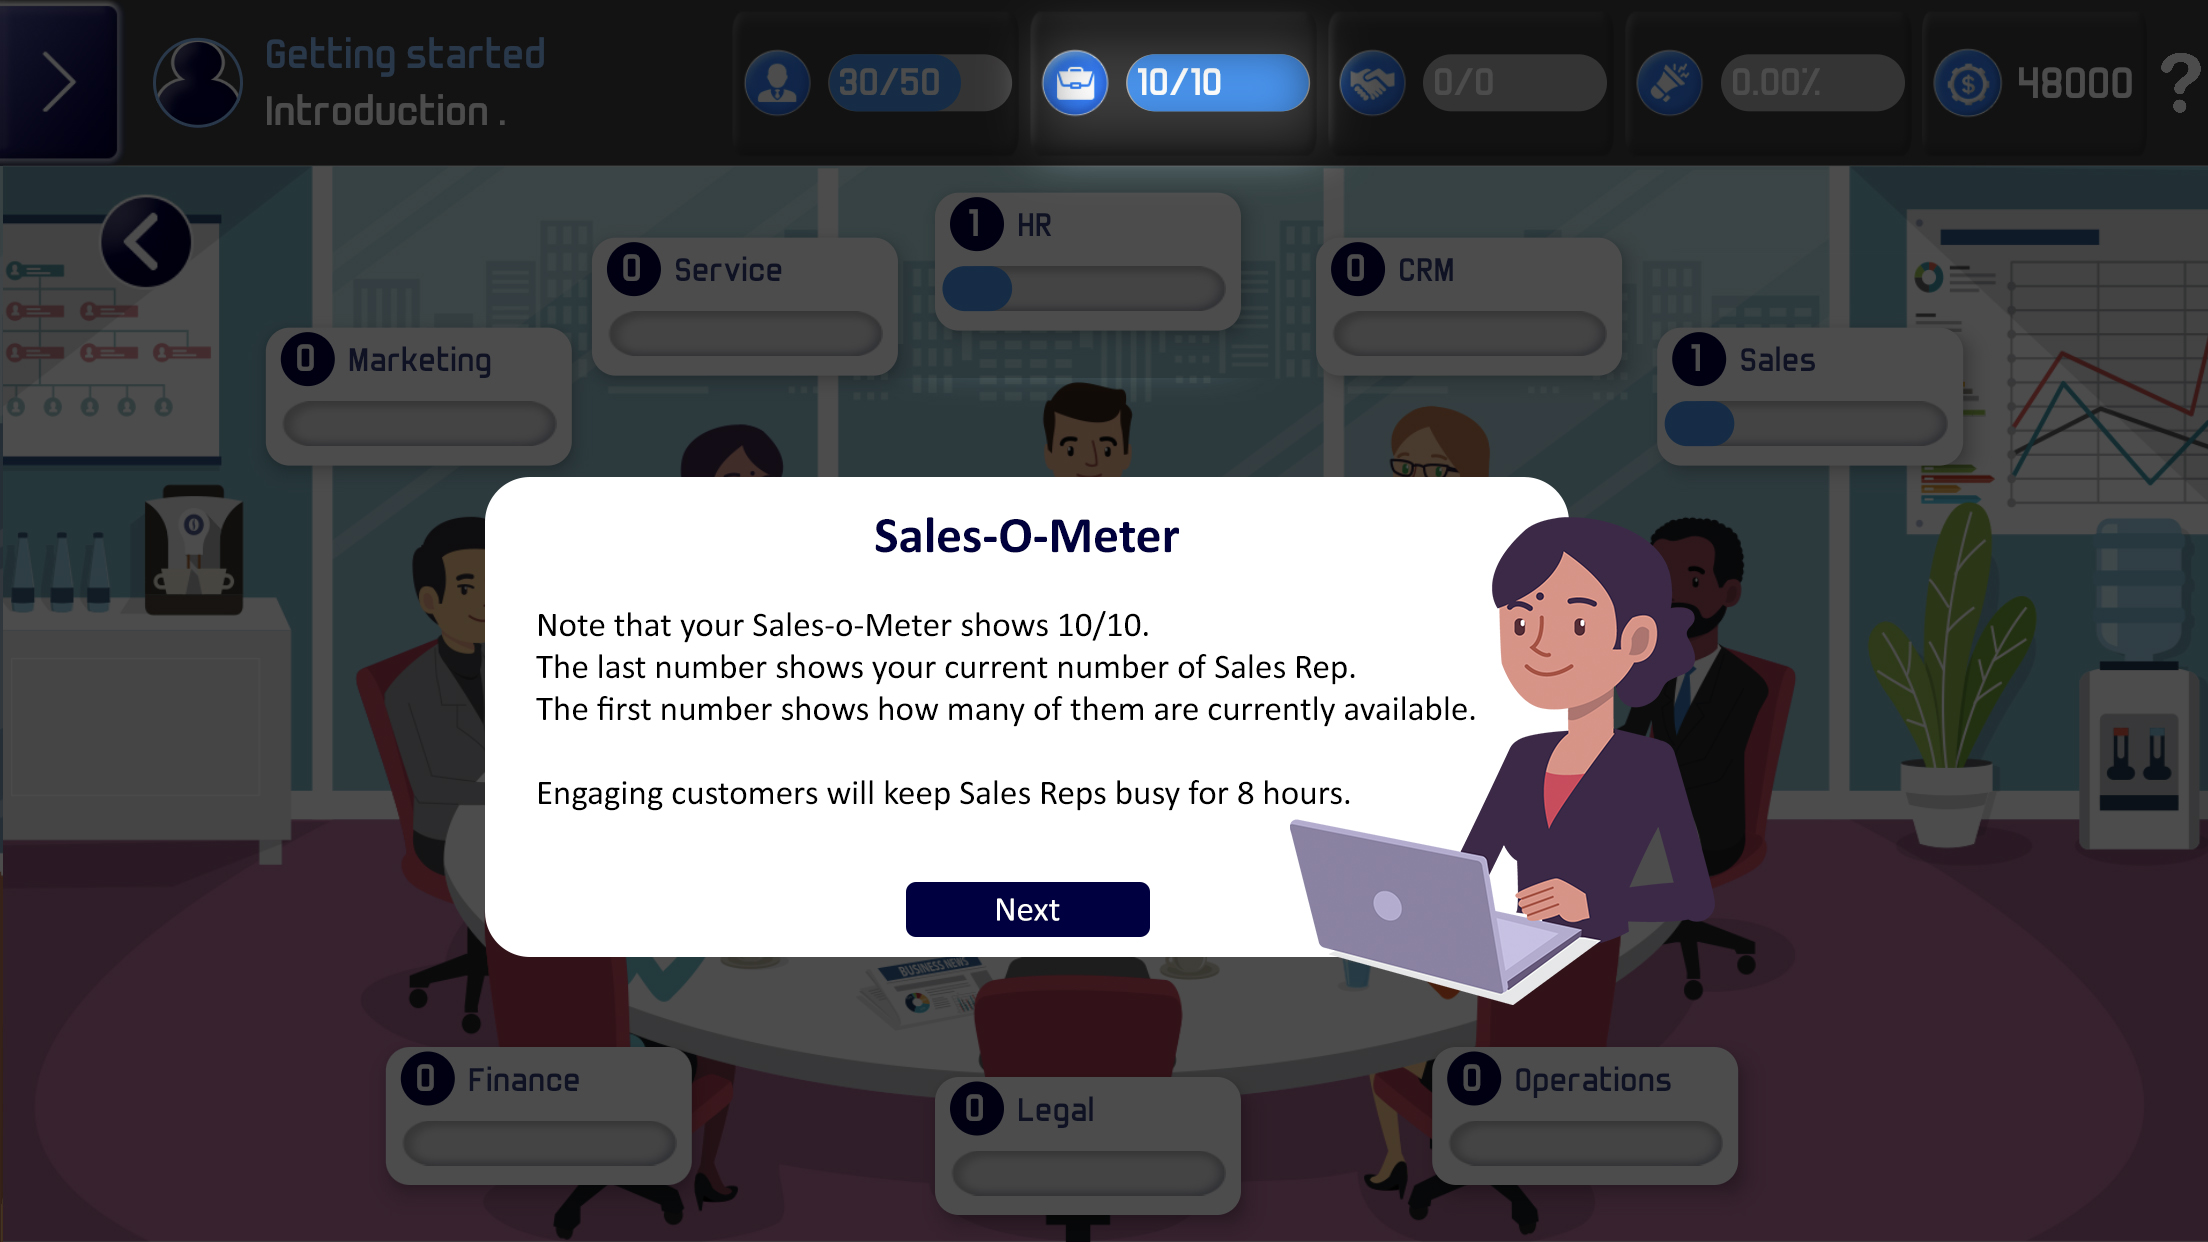 Getting started
Introduction .
30/50
10/10
0/0
0.00%
48000
?
1 HR
0 Service
0 CRM
0 Marketing
1 Sales
Sales-O-Meter
Note that your Sales-o-Meter shows 10/10.
The last number shows your current number of Sales Rep.
The first number shows how many of them are currently available.
Engaging customers will keep Sales Reps busy for 8 hours.
Next
BUSINESS NEWS
0 Finance
0 Legal
0 Operations